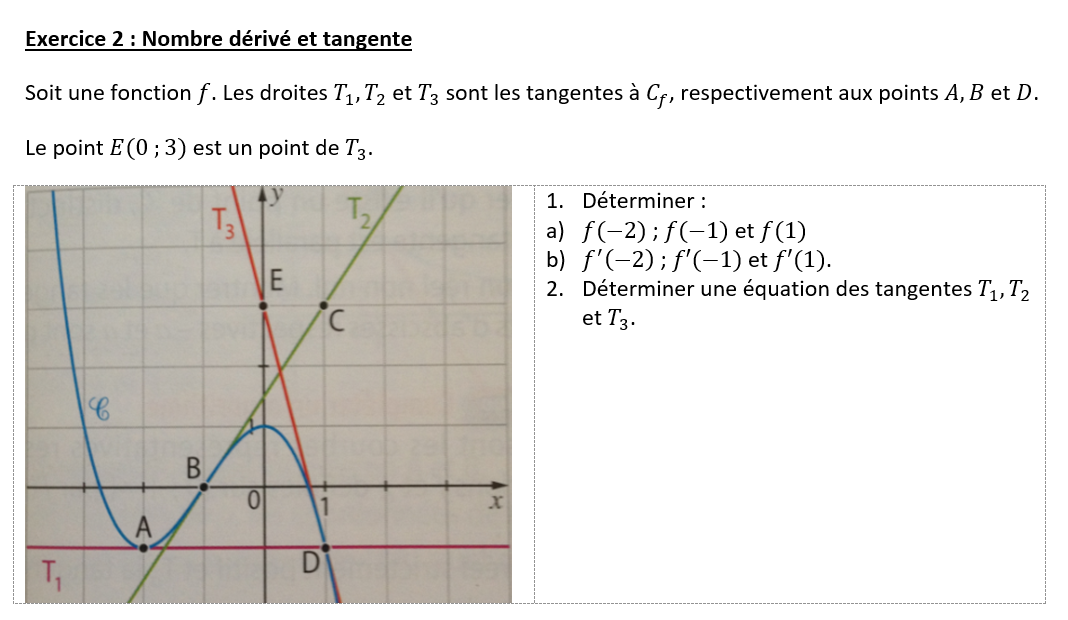 Exercice 2 : Nombre dérivé et tangente
Soit une fonction f. Les droites T₁, T₂ et T₃ sont les tangentes à C_f, respectivement aux points A, B et D.
Le point E(0 ; 3) est un point de T₃.
1. Déterminer :
a) f(−2) ; f(−1) et f(1)
b) f′(−2) ; f′(−1) et f′(1).
2. Déterminer une équation des tangentes T₁, T₂
et T₃.
y
T₃
T₂
E
C
𝒞
1
B
0
1
x
A
D
T₁